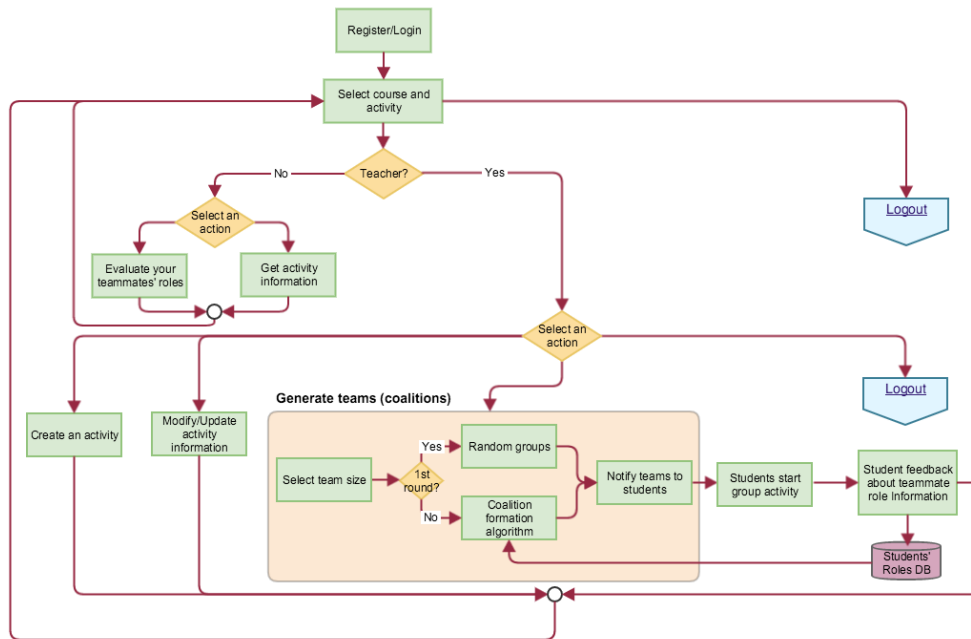 Register/Login
Select course and
activity
Teacher?
No
Yes
Select an
action
Logout
Evaluate your
teammates' roles
Get activity
information
Select an
action
Logout
Generate teams (coalitions)
Create an activity
Modify/Update
activity
information
Select team size
1st
round?
Yes
No
Random groups
Coalition
formation
algorithm
Notify teams to
students
Students start
group activity
Student feedback
about teammate
role Information
Students'
Roles DB